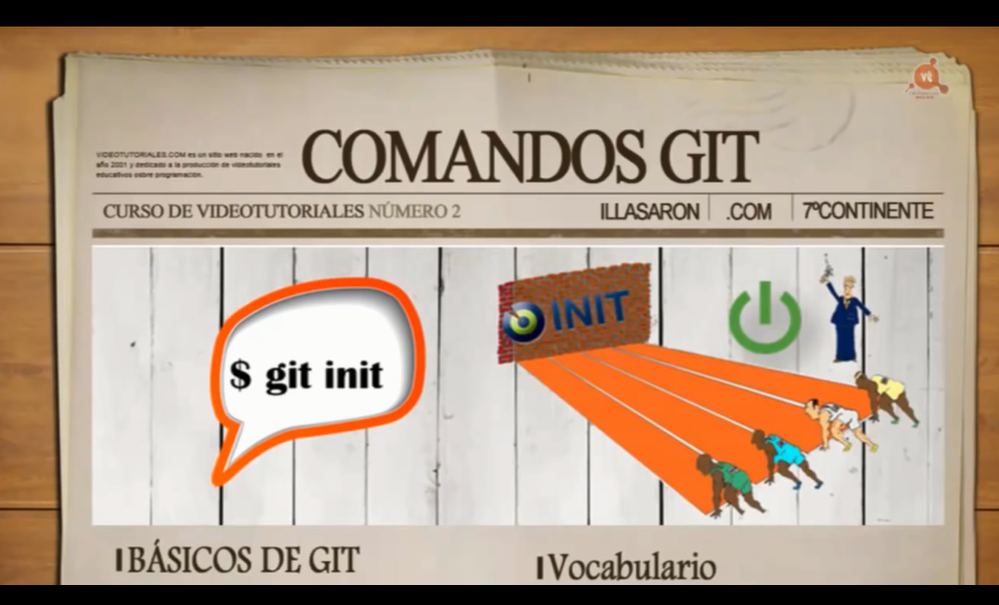 vc
COMANDOS GIT
VIDEOTUTORIALES.COM es un sitio web nacido en el
año 2001 y dedicado a la producción de videotutoriales
educativos sobre programación.
CURSO DE VIDEOTUTORIALES NÚMERO 2
ILLASARON .COM 7ºCONTINENTE
$ git init
INIT
BÁSICOS DE GIT
Vocabulario